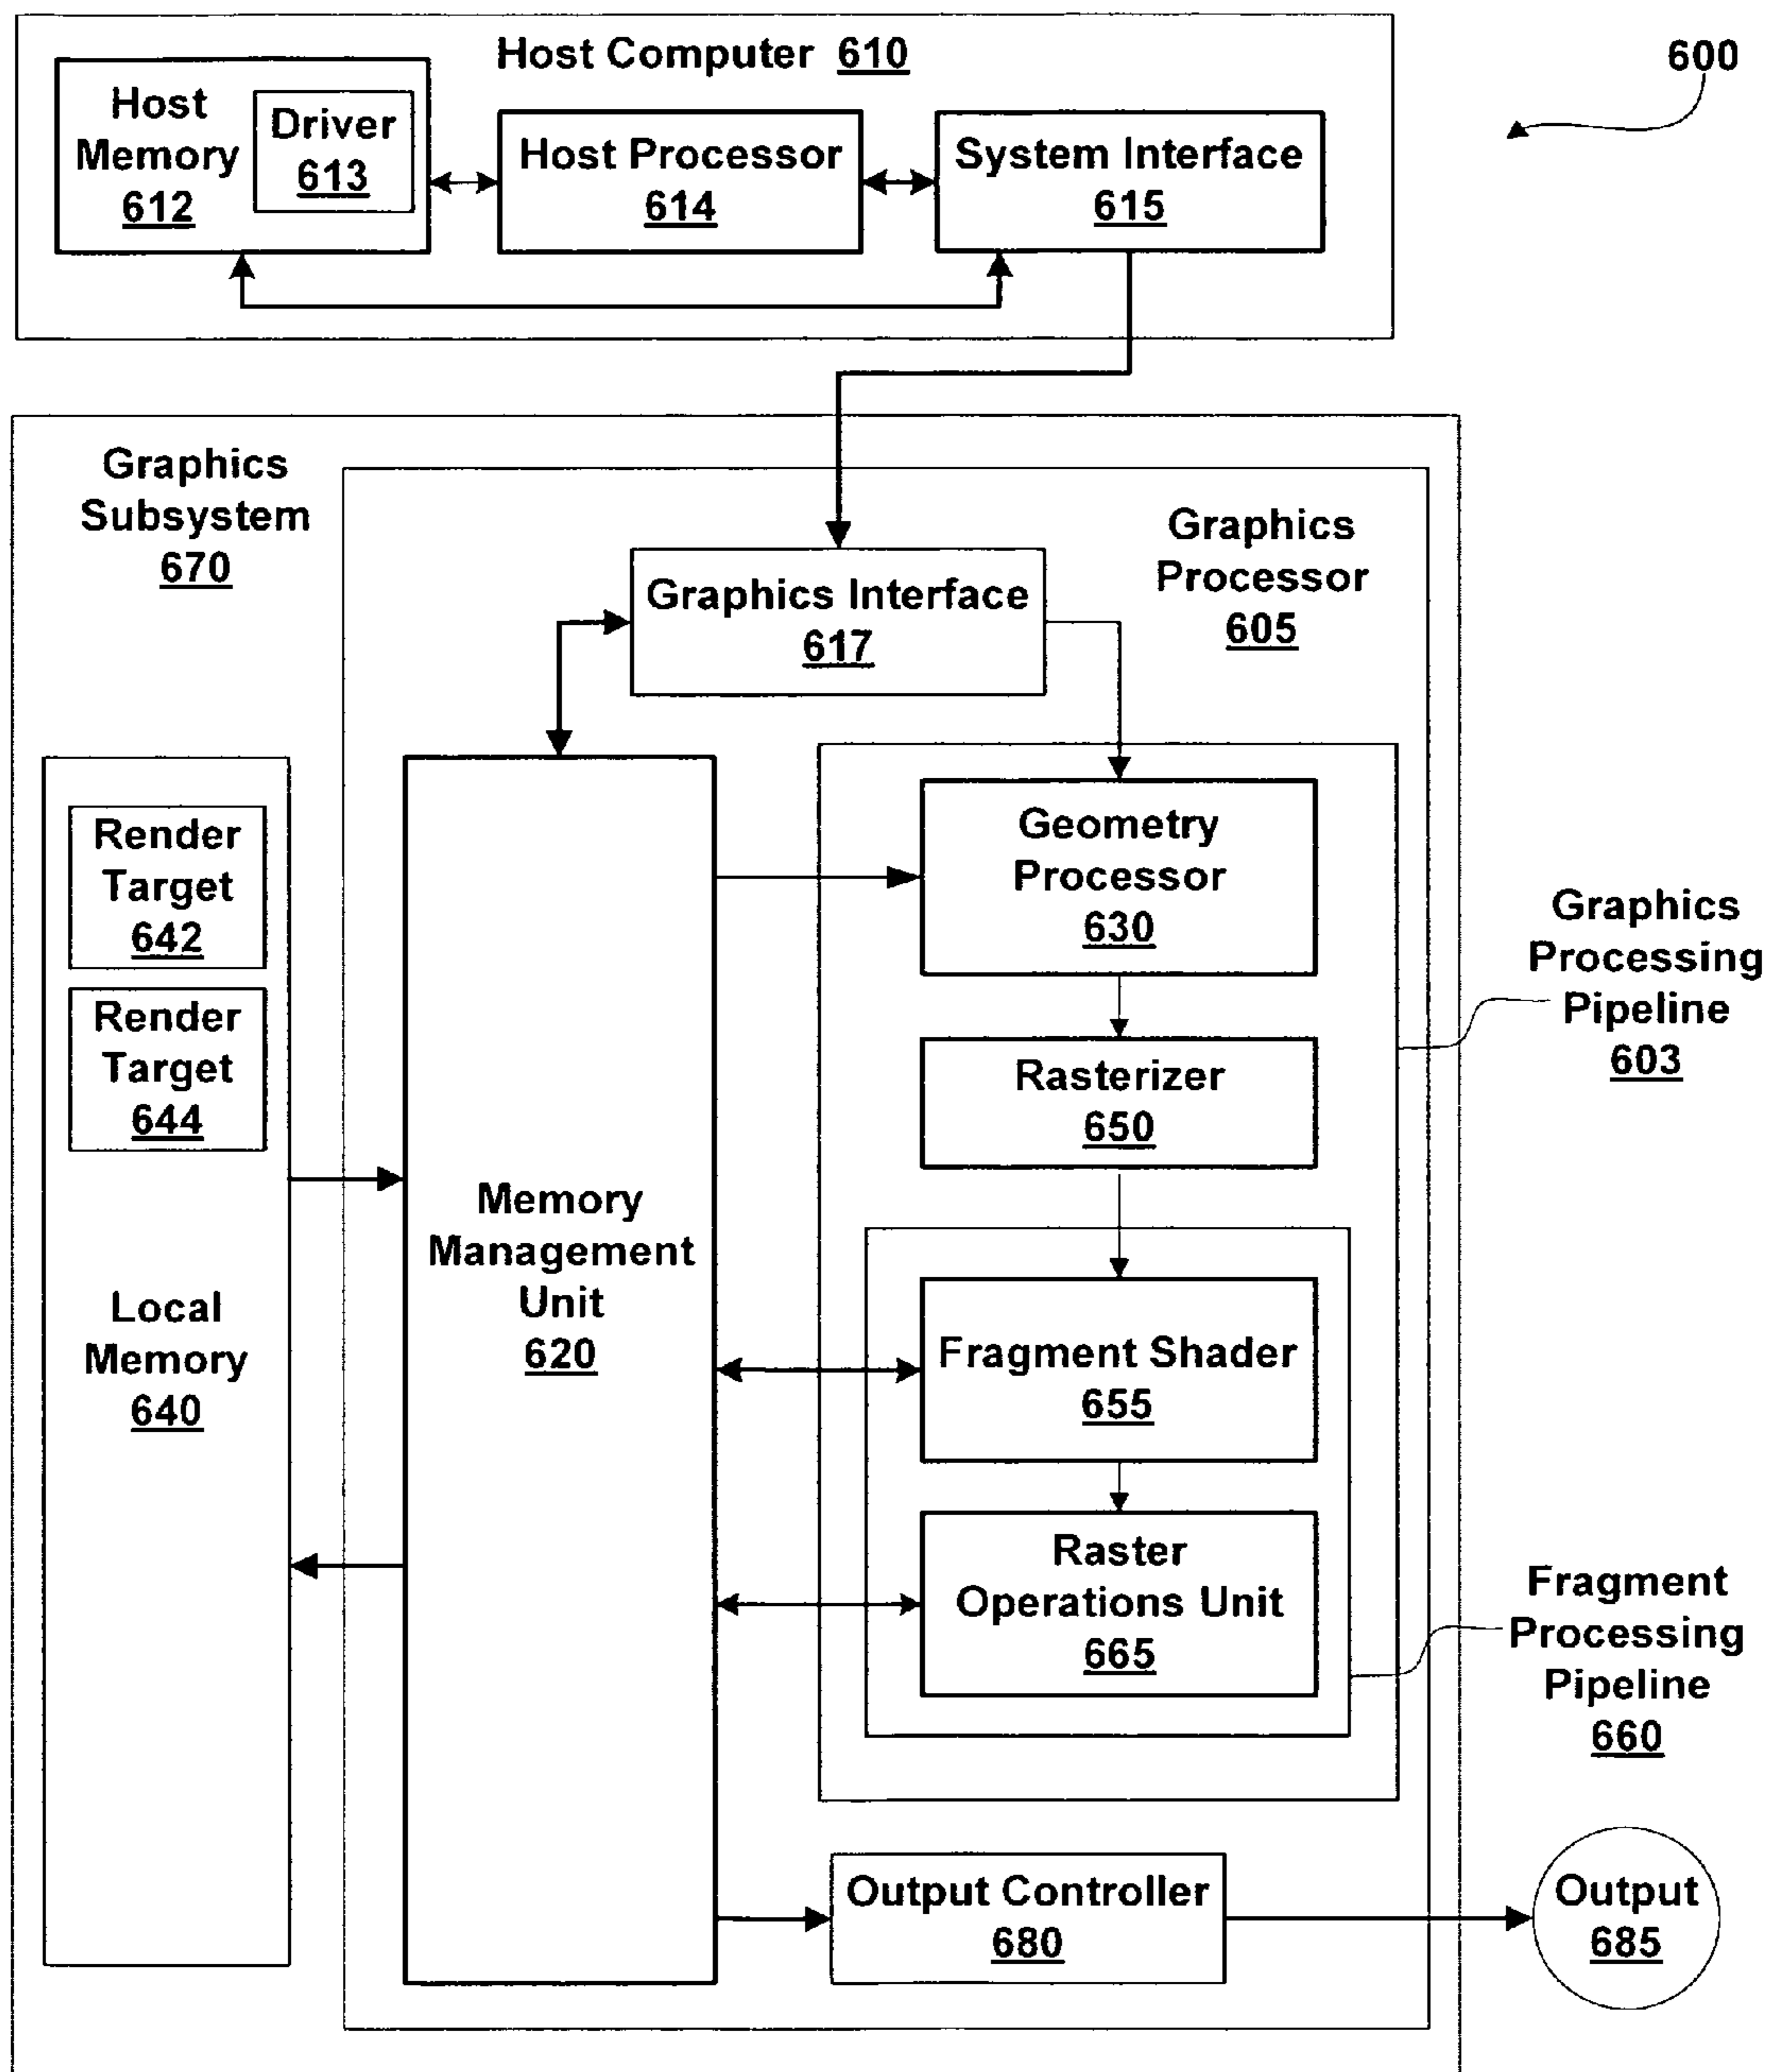 Host Computer 610
600
Host
Memory
612
Driver
613
Host Processor
614
System Interface
615
Graphics
Subsystem
670
Graphics
Processor
605
Graphics Interface
617
Render
Target
642
Render
Target
644
Local
Memory
640
Memory
Management
Unit
620
Geometry
Processor
630
Rasterizer
650
Fragment Shader
655
Raster
Operations Unit
665
Graphics
Processing
Pipeline
603
Fragment
Processing
Pipeline
660
Output Controller
680
Output
685